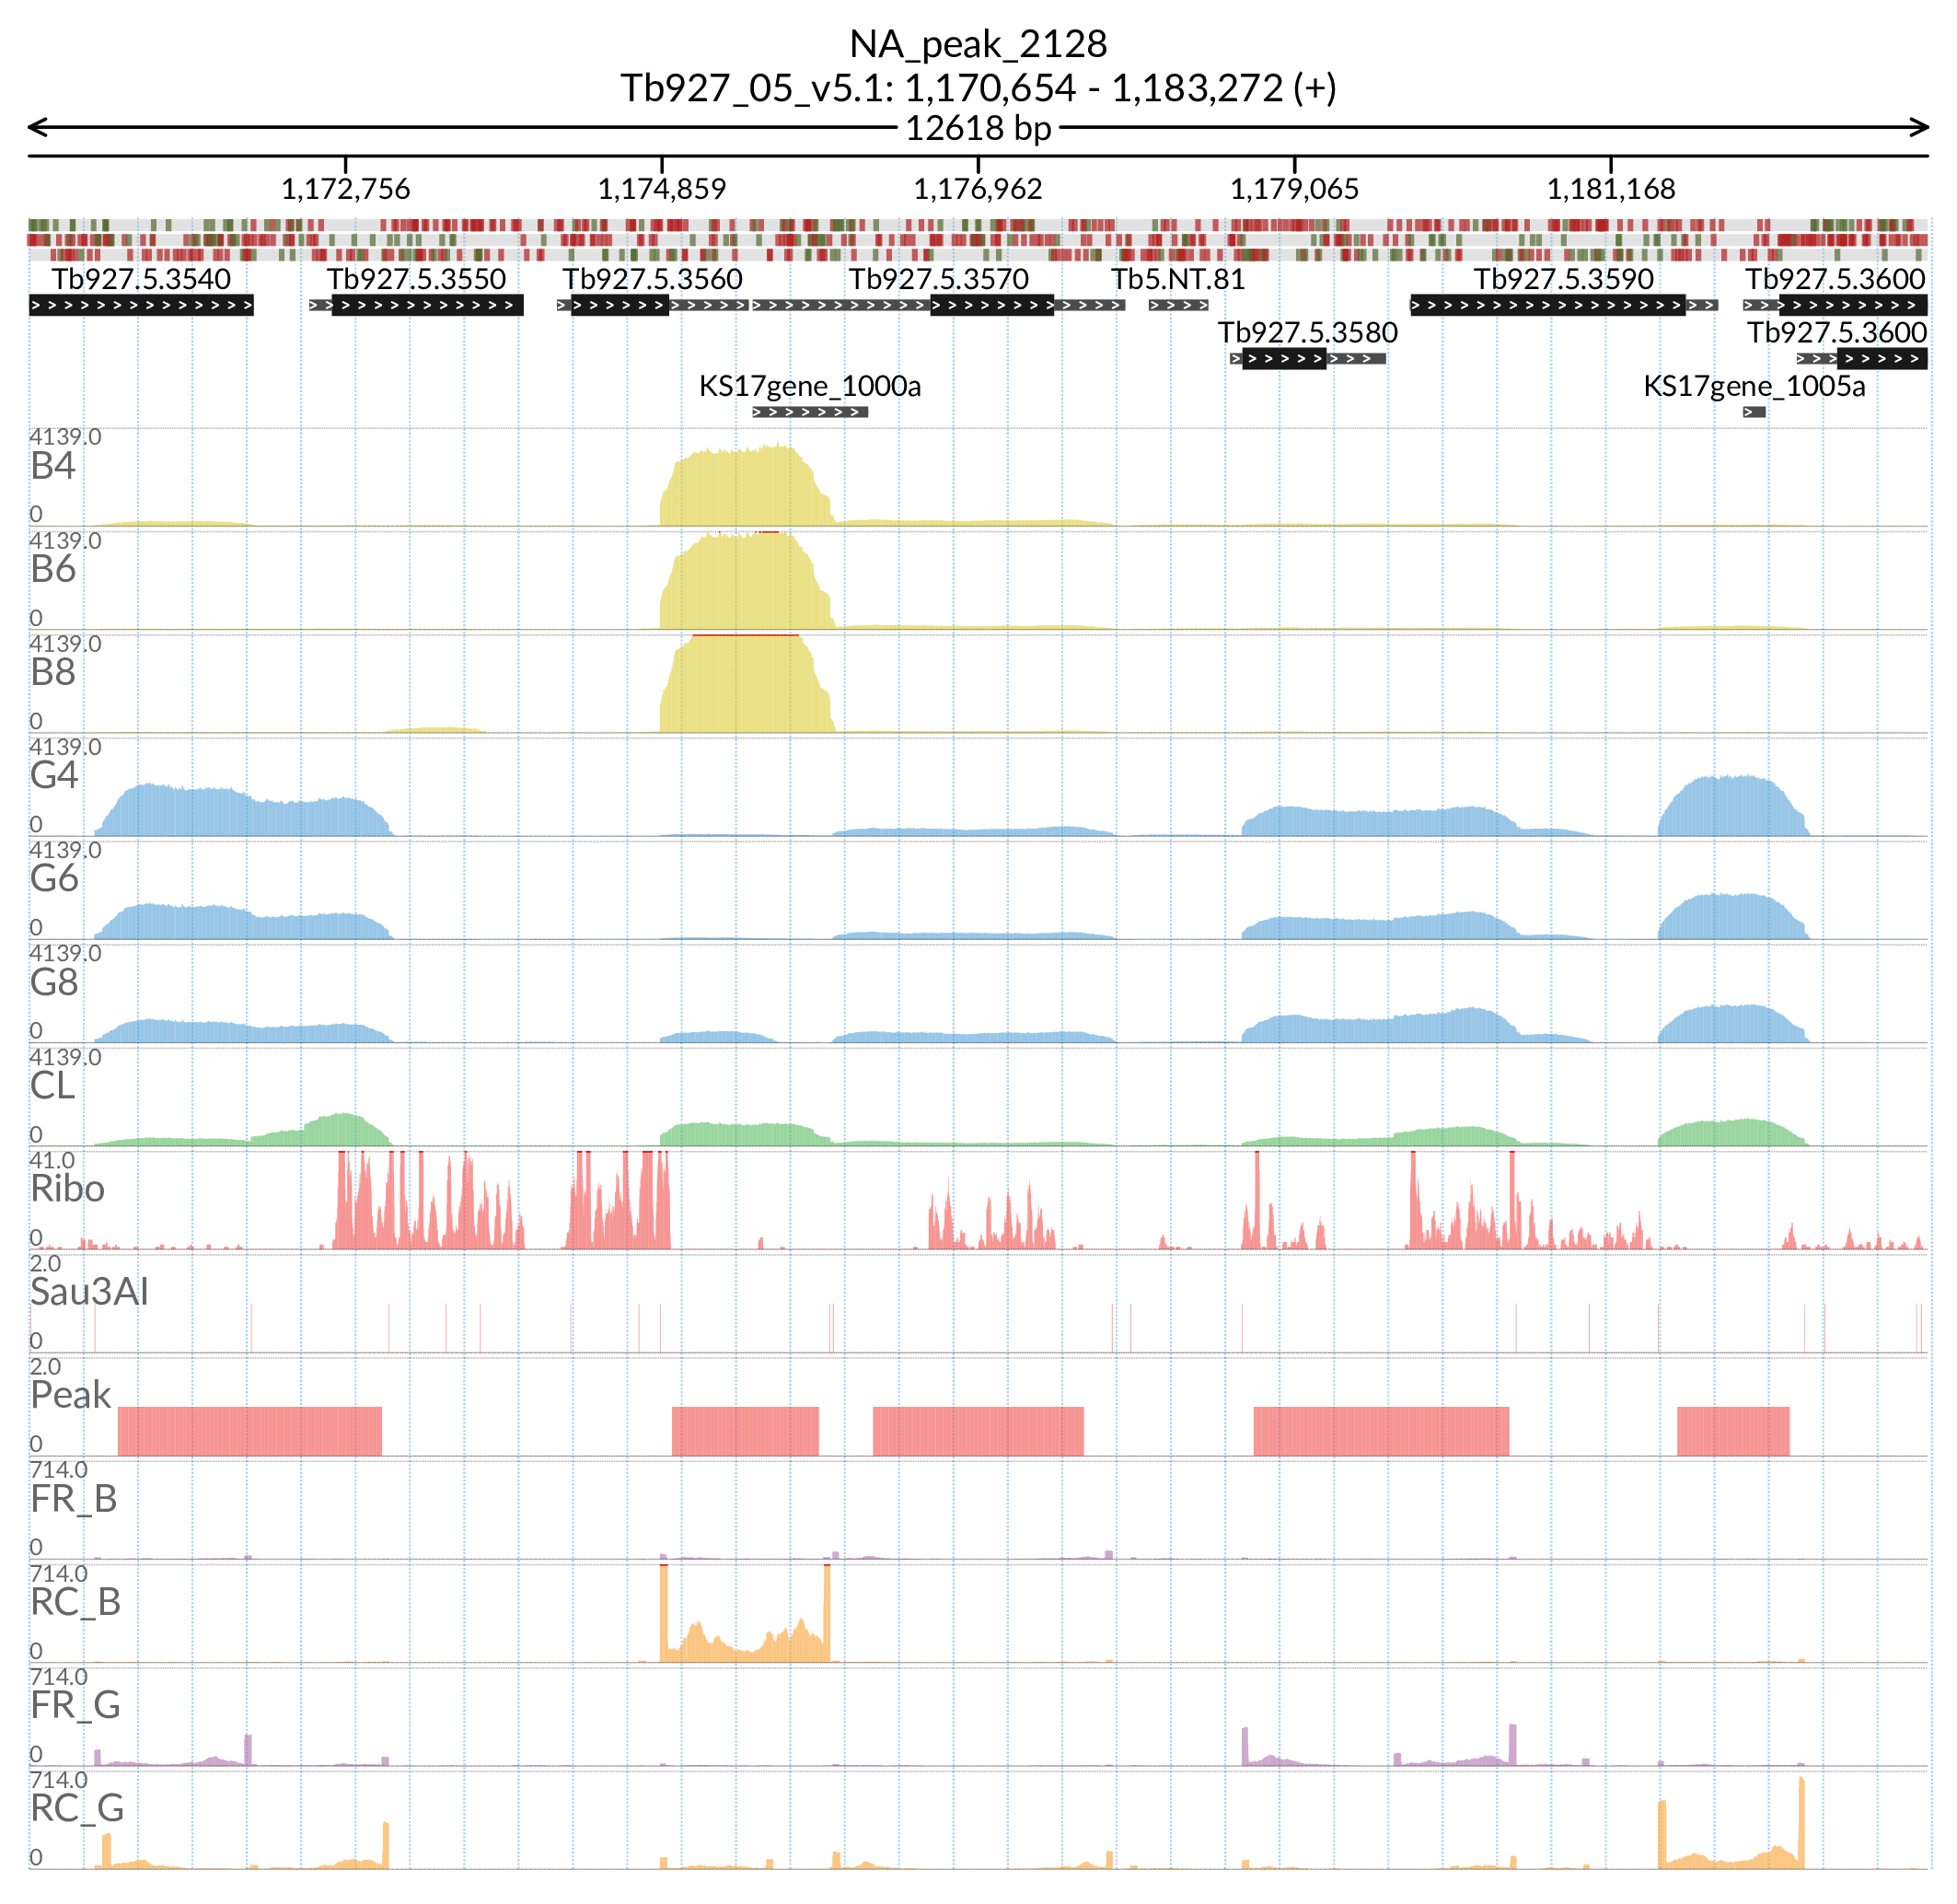 NA_peak_2128
Tb927_05_v5.1: 1,170,654 - 1,183,272 (+)
12618 bp
1,172,756 1,174,859 1,176,962 1,179,065 1,181,168
Tb927.5.3540 Tb927.5.3550 Tb927.5.3560 Tb927.5.3570 Tb5.NT.81 Tb927.5.3590 Tb927.5.3600
Tb927.5.3580 Tb927.5.3600
KS17gene_1000a KS17gene_1005a
4139.0
B4
0
4139.0
B6
0
4139.0
B8
0
4139.0
G4
0
4139.0
G6
0
4139.0
G8
0
4139.0
CL
0
41.0
Ribo
0
2.0
Sau3AI
0
2.0
Peak
0
714.0
FR_B
0
714.0
RC_B
0
714.0
FR_G
0
714.0
RC_G
0